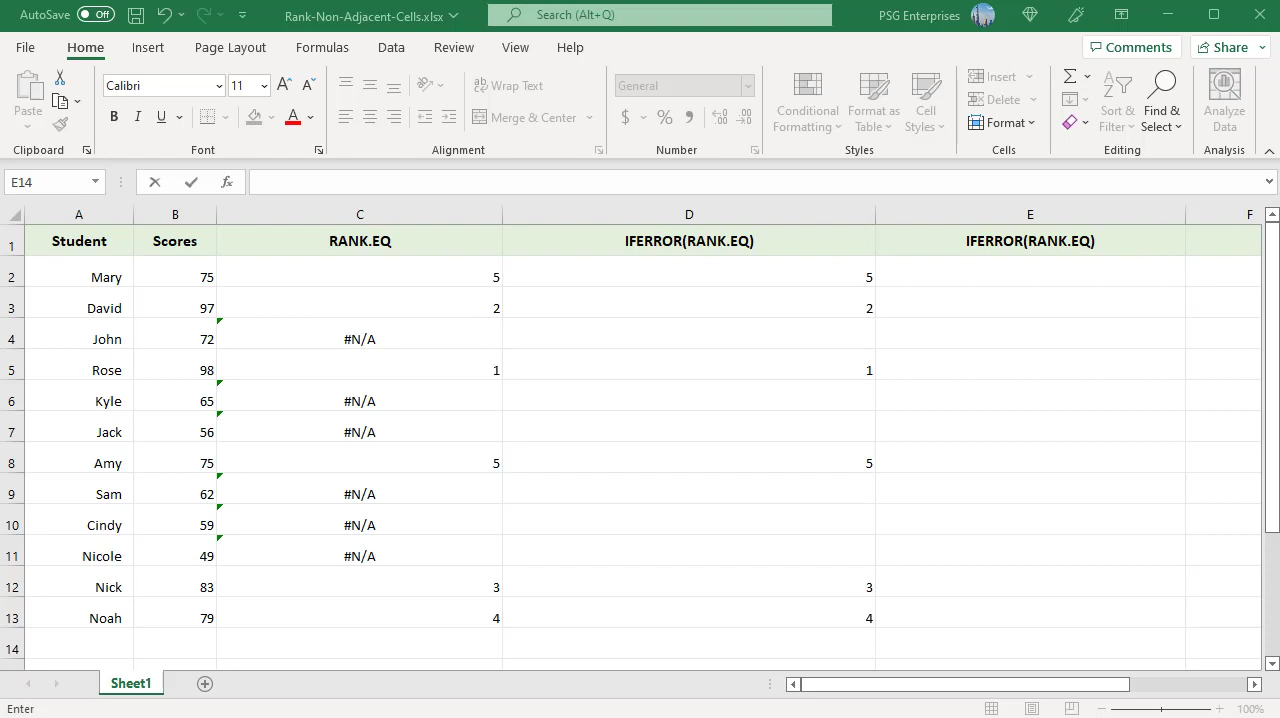 AutoSave Off Rank-Non-Adjacent-Cells.xlsx Search (Alt+Q) PSG Enterprises
File Home Insert Page Layout Formulas Data Review View Help Comments Share
Paste Calibri 11 A A B I U A ab Wrap Text Merge & Center General $ % 9 Conditional Formatting Format as Table Cell Styles Insert Delete Format Sort & Filter Find & Select Analyze Data
Clipboard Font Alignment Number Styles Cells Editing Analysis
E14 fx
A B C D E F
1 Student Scores RANK.EQ IFERROR(RANK.EQ) IFERROR(RANK.EQ)
2 Mary 75 5 5
3 David 97 2 2
4 John 72 #N/A
5 Rose 98 1 1
6 Kyle 65 #N/A
7 Jack 56 #N/A
8 Amy 75 5 5
9 Sam 62 #N/A
10 Cindy 59 #N/A
11 Nicole 49 #N/A
12 Nick 83 3 3
13 Noah 79 4 4
14
Sheet1
Enter 100%